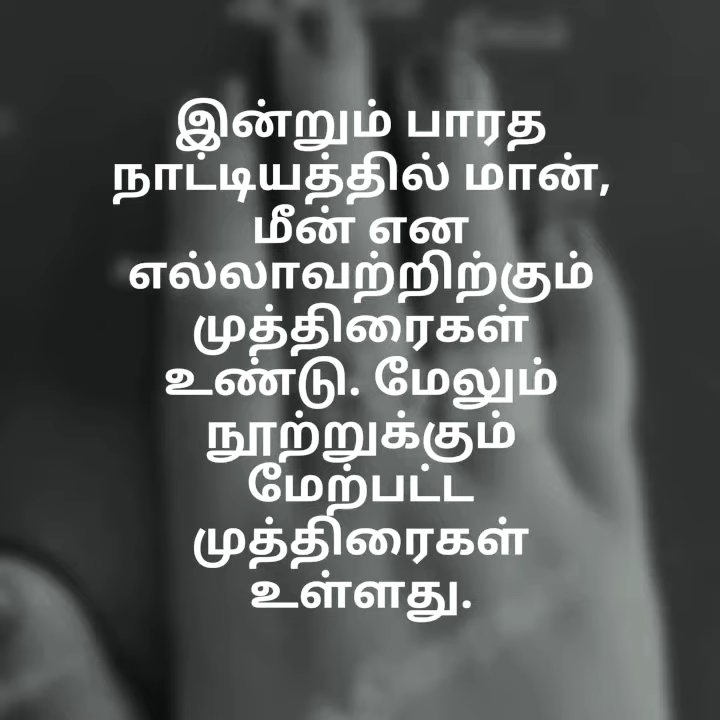 இன்றும் பாரத
நாட்டியத்தில் மான்,
மீன் என
எல்லாவற்றிற்கும்
முத்திரைகள்
உண்டு. மேலும்
நூற்றுக்கும்
மேற்பட்ட
முத்திரைகள்
உள்ளது.